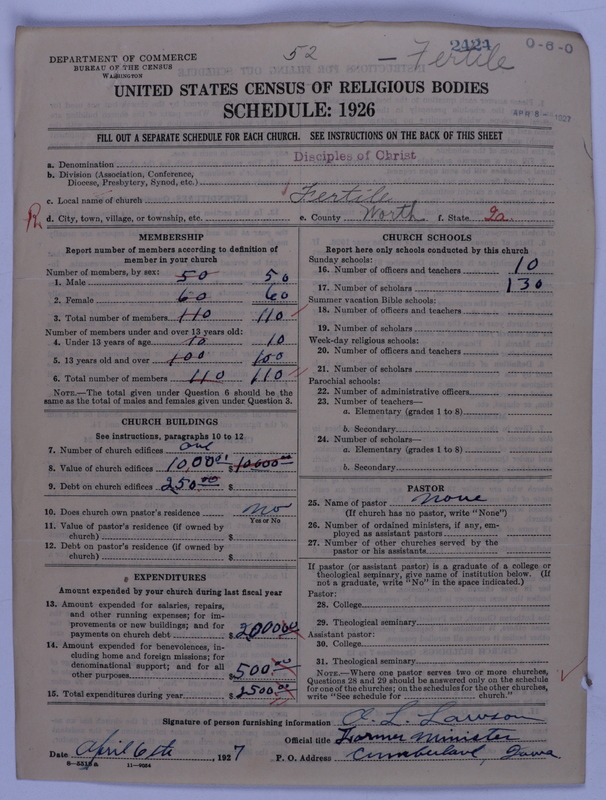 52 — Fertile
2424
0-6-0
DEPARTMENT OF COMMERCE
BUREAU OF THE CENSUS
WASHINGTON
UNITED STATES CENSUS OF RELIGIOUS BODIES
SCHEDULE: 1926
APR 8 - 1927
FILL OUT A SEPARATE SCHEDULE FOR EACH CHURCH. SEE INSTRUCTIONS ON THE BACK OF THIS SHEET
a. Denomination Disciples of Christ
b. Division (Association, Conference,
Diocese, Presbytery, Synod, etc.)
c. Local name of church Fertile
R d. City, town, village, or township, etc. e. County Worth f. State Ia.
MEMBERSHIP
Report number of members according to definition of
member in your church
Number of members, by sex:
1. Male 50 50
2. Female 60 60
3. Total number of members 110 110
Number of members under and over 13 years old:
4. Under 13 years of age 10 10
5. 13 years old and over 100 100
6. Total number of members 110 110
NOTE.—The total given under Question 6 should be the
same as the total of males and females given under Question 3.
CHURCH BUILDINGS
See instructions, paragraphs 10 to 12
7. Number of church edifices one
8. Value of church edifices 10000 $10000.00
9. Debt on church edifices 250.00 $
10. Does church own pastor's residence no
Yes or No
11. Value of pastor's residence (if owned by
church) $
12. Debt on pastor's residence (if owned by
church) $
EXPENDITURES
Amount expended by your church during last fiscal year
13. Amount expended for salaries, repairs,
and other running expenses; for im-
provements or new buildings; and for
payments on church debt $2000.00
14. Amount expended for benevolences, in-
cluding home and foreign missions; for
denominational support; and for all
other purposes $500.00
15. Total expenditures during year $2500.00
CHURCH SCHOOLS
Report here only schools conducted by this church
Sunday schools:
16. Number of officers and teachers 10
17. Number of scholars 130
Summer vacation Bible schools:
18. Number of officers and teachers
19. Number of scholars
Week-day religious schools:
20. Number of officers and teachers
21. Number of scholars
Parochial schools:
22. Number of administrative officers
23. Number of teachers—
a. Elementary (grades 1 to 8)
b. Secondary
24. Number of scholars—
a. Elementary (grades 1 to 8)
b. Secondary
PASTOR
25. Name of pastor none
(If church has no pastor, write "None")
26. Number of ordained ministers, if any, em-
ployed as assistant pastors
27. Number of other churches served by the
pastor or his assistants
If pastor (or assistant pastor) is a graduate of a college or
theological seminary, give name of institution below. (If
not a graduate, write "No" in the space indicated.)
Pastor:
28. College
29. Theological seminary
Assistant pastor:
30. College
31. Theological seminary
NOTE.—Where one pastor serves two or more churches,
Questions 28 and 29 should be answered only on the schedule
for one of the churches; on the schedules for the other churches,
write "See schedule for church."
Signature of person furnishing information A. L. Lawson
Official title Former Minister
Date April 6th, 1927 P. O. Address Cumberland, Iowa.
8-5518a 11-9084